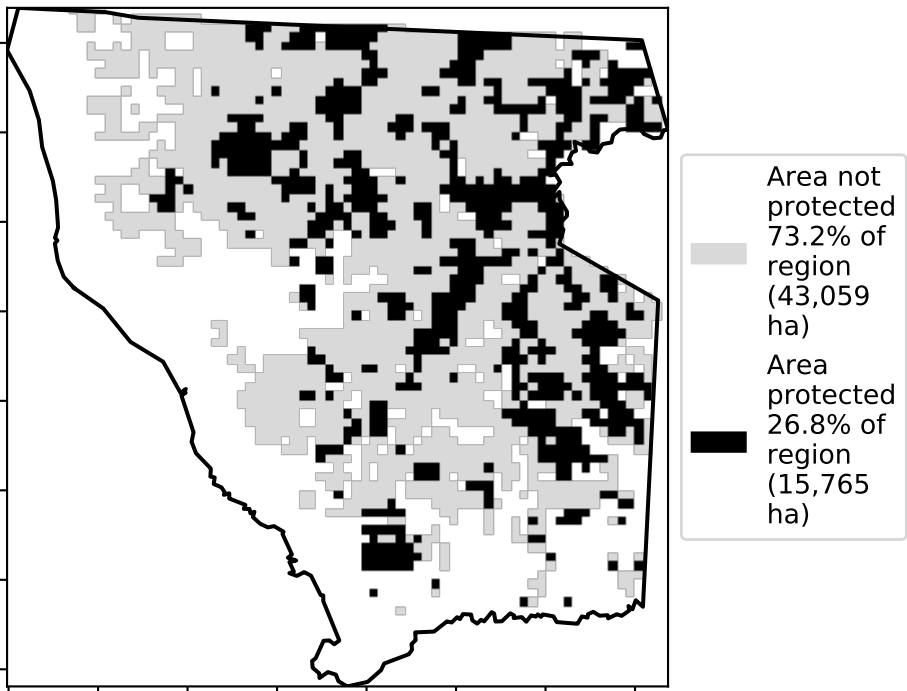 Area not
protected
73.2% of
region
(43,059
ha)
Area
protected
26.8% of
region
(15,765
ha)